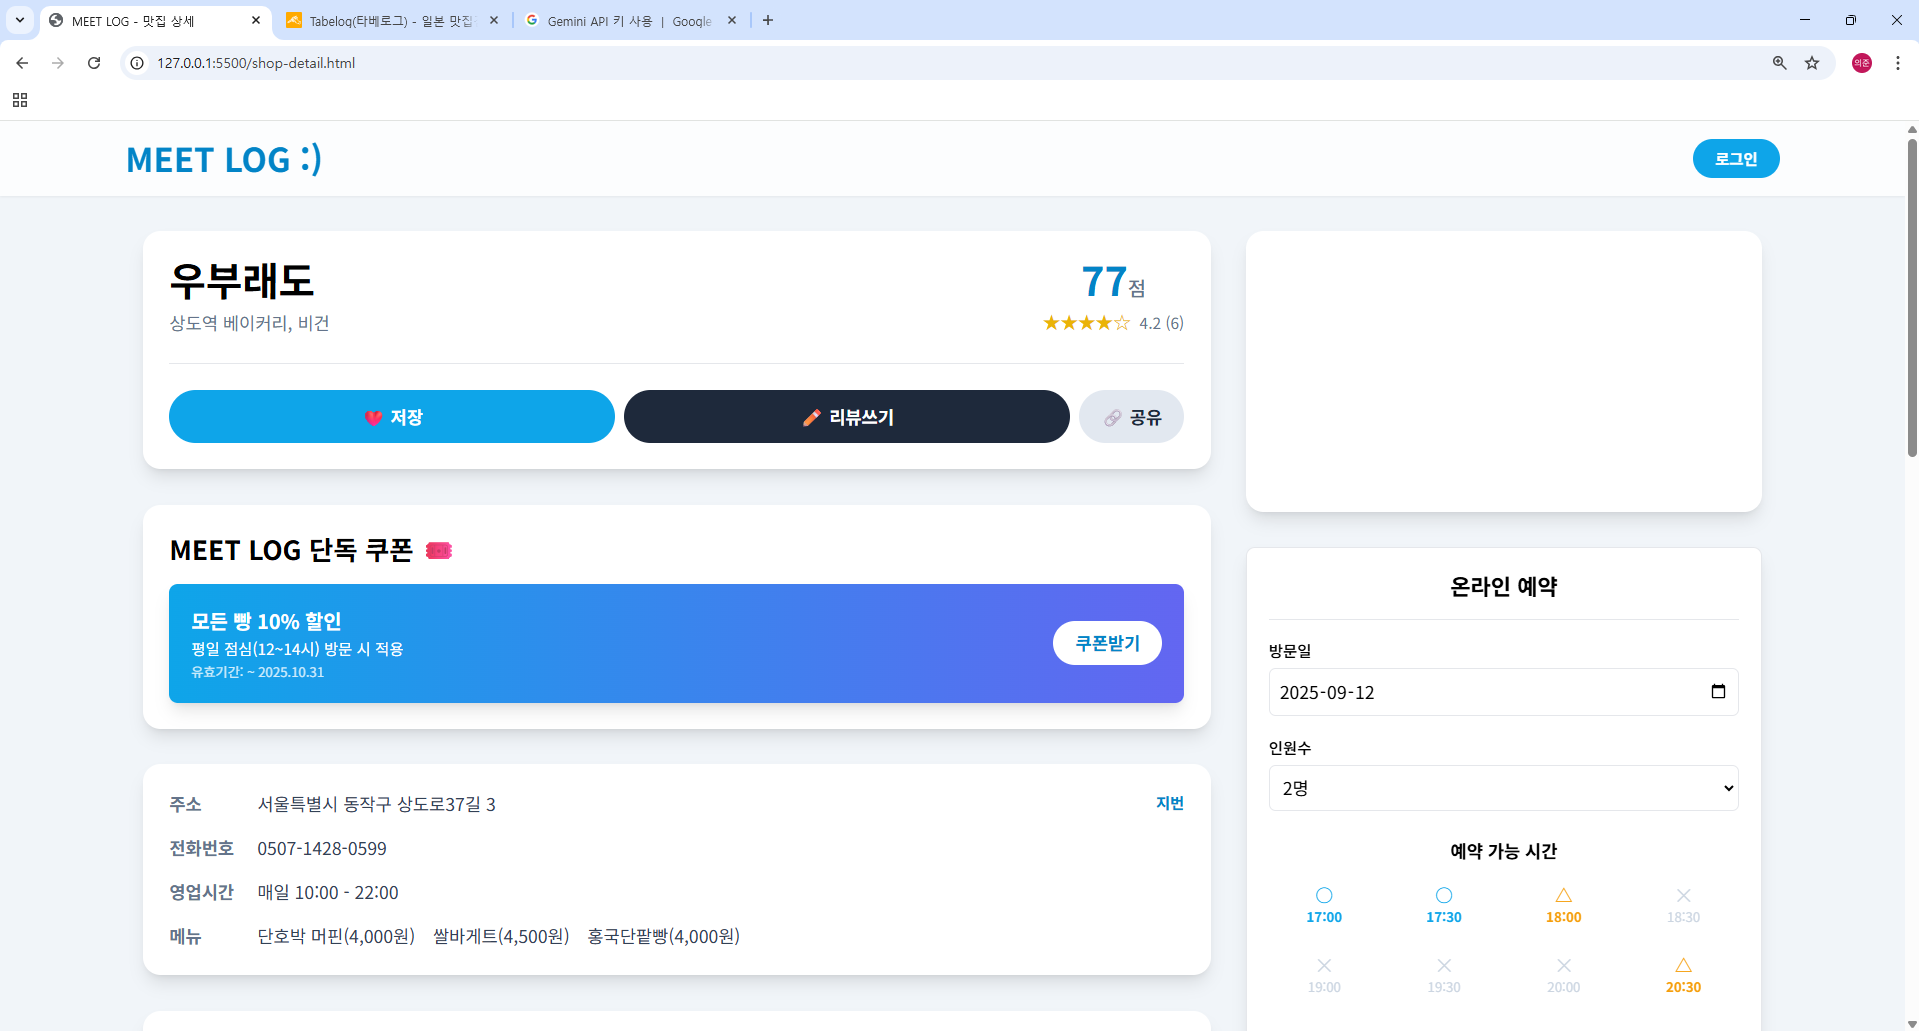 MEET LOG - 맛집 상세
Tabelog(타베로그) - 일본 맛집
Gemini API 키 사용 | Google
127.0.0.1:5500/shop-detail.html
의준
MEET LOG :)
로그인
우부래도
상도역 베이커리, 비건
77점
★★★★☆ 4.2 (6)
저장
리뷰쓰기
공유
MEET LOG 단독 쿠폰
모든 빵 10% 할인
평일 점심(12~14시) 방문 시 적용
유효기간: ~ 2025.10.31
쿠폰받기
주소 서울특별시 동작구 상도로37길 3 지번
전화번호 0507-1428-0599
영업시간 매일 10:00 - 22:00
메뉴 단호박 머핀(4,000원) 쌀바게트(4,500원) 홍국단팥빵(4,000원)
온라인 예약
방문일
2025-09-12
인원수
2명
예약 가능 시간
○ ○ △ ×
17:00 17:30 18:00 18:30
× × × △
19:00 19:30 20:00 20:30